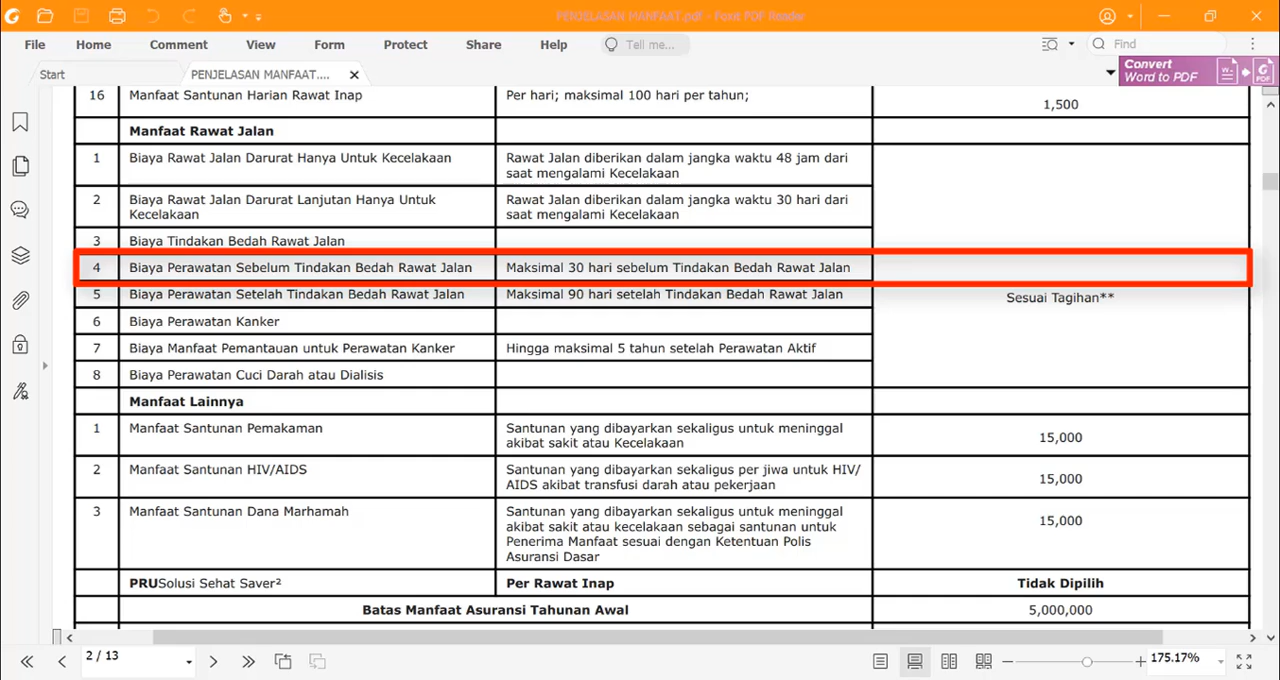 PENJELASAN MANFAAT.pdf - Foxit PDF Reader
File Home Comment View Form Protect Share Help Tell me... Find
Start PENJELASAN MANFAAT.... Convert
Word to PDF
16 Manfaat Santunan Harian Rawat Inap Per hari; maksimal 100 hari per tahun; 1,500
Manfaat Rawat Jalan
1 Biaya Rawat Jalan Darurat Hanya Untuk Kecelakaan Rawat Jalan diberikan dalam jangka waktu 48 jam dari
saat mengalami Kecelakaan
2 Biaya Rawat Jalan Darurat Lanjutan Hanya Untuk Rawat Jalan diberikan dalam jangka waktu 30 hari dari
Kecelakaan saat mengalami Kecelakaan
3 Biaya Tindakan Bedah Rawat Jalan
4 Biaya Perawatan Sebelum Tindakan Bedah Rawat Jalan Maksimal 30 hari sebelum Tindakan Bedah Rawat Jalan
5 Biaya Perawatan Setelah Tindakan Bedah Rawat Jalan Maksimal 90 hari setelah Tindakan Bedah Rawat Jalan Sesuai Tagihan**
6 Biaya Perawatan Kanker
7 Biaya Manfaat Pemantauan untuk Perawatan Kanker Hingga maksimal 5 tahun setelah Perawatan Aktif
8 Biaya Perawatan Cuci Darah atau Dialisis
Manfaat Lainnya
1 Manfaat Santunan Pemakaman Santunan yang dibayarkan sekaligus untuk meninggal
akibat sakit atau Kecelakaan 15,000
2 Manfaat Santunan HIV/AIDS Santunan yang dibayarkan sekaligus per jiwa untuk HIV/
AIDS akibat transfusi darah atau pekerjaan 15,000
3 Manfaat Santunan Dana Marhamah Santunan yang dibayarkan sekaligus untuk meninggal
akibat sakit atau kecelakaan sebagai santunan untuk 15,000
Penerima Manfaat sesuai dengan Ketentuan Polis
Asuransi Dasar
PRUSolusi Sehat Saver² Per Rawat Inap Tidak Dipilih
Batas Manfaat Asuransi Tahunan Awal 5,000,000
2 / 13 175.17%